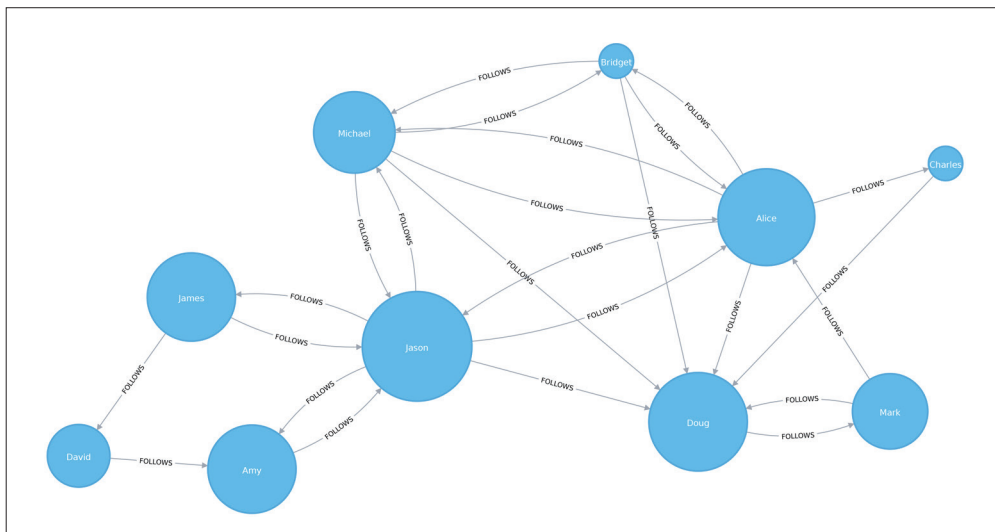 Bridget
FOLLOWS
FOLLOWS
FOLLOWS
Michael
FOLLOWS
FOLLOWS
Charles
FOLLOWS
FOLLOWS
Alice
FOLLOWS
FOLLOWS
FOLLOWS
FOLLOWS
FOLLOWS
FOLLOWS
James
FOLLOWS
FOLLOWS
FOLLOWS
FOLLOWS
FOLLOWS
Jason
FOLLOWS
FOLLOWS
FOLLOWS
FOLLOWS
Mark
Doug
FOLLOWS
FOLLOWS
David
FOLLOWS
Amy